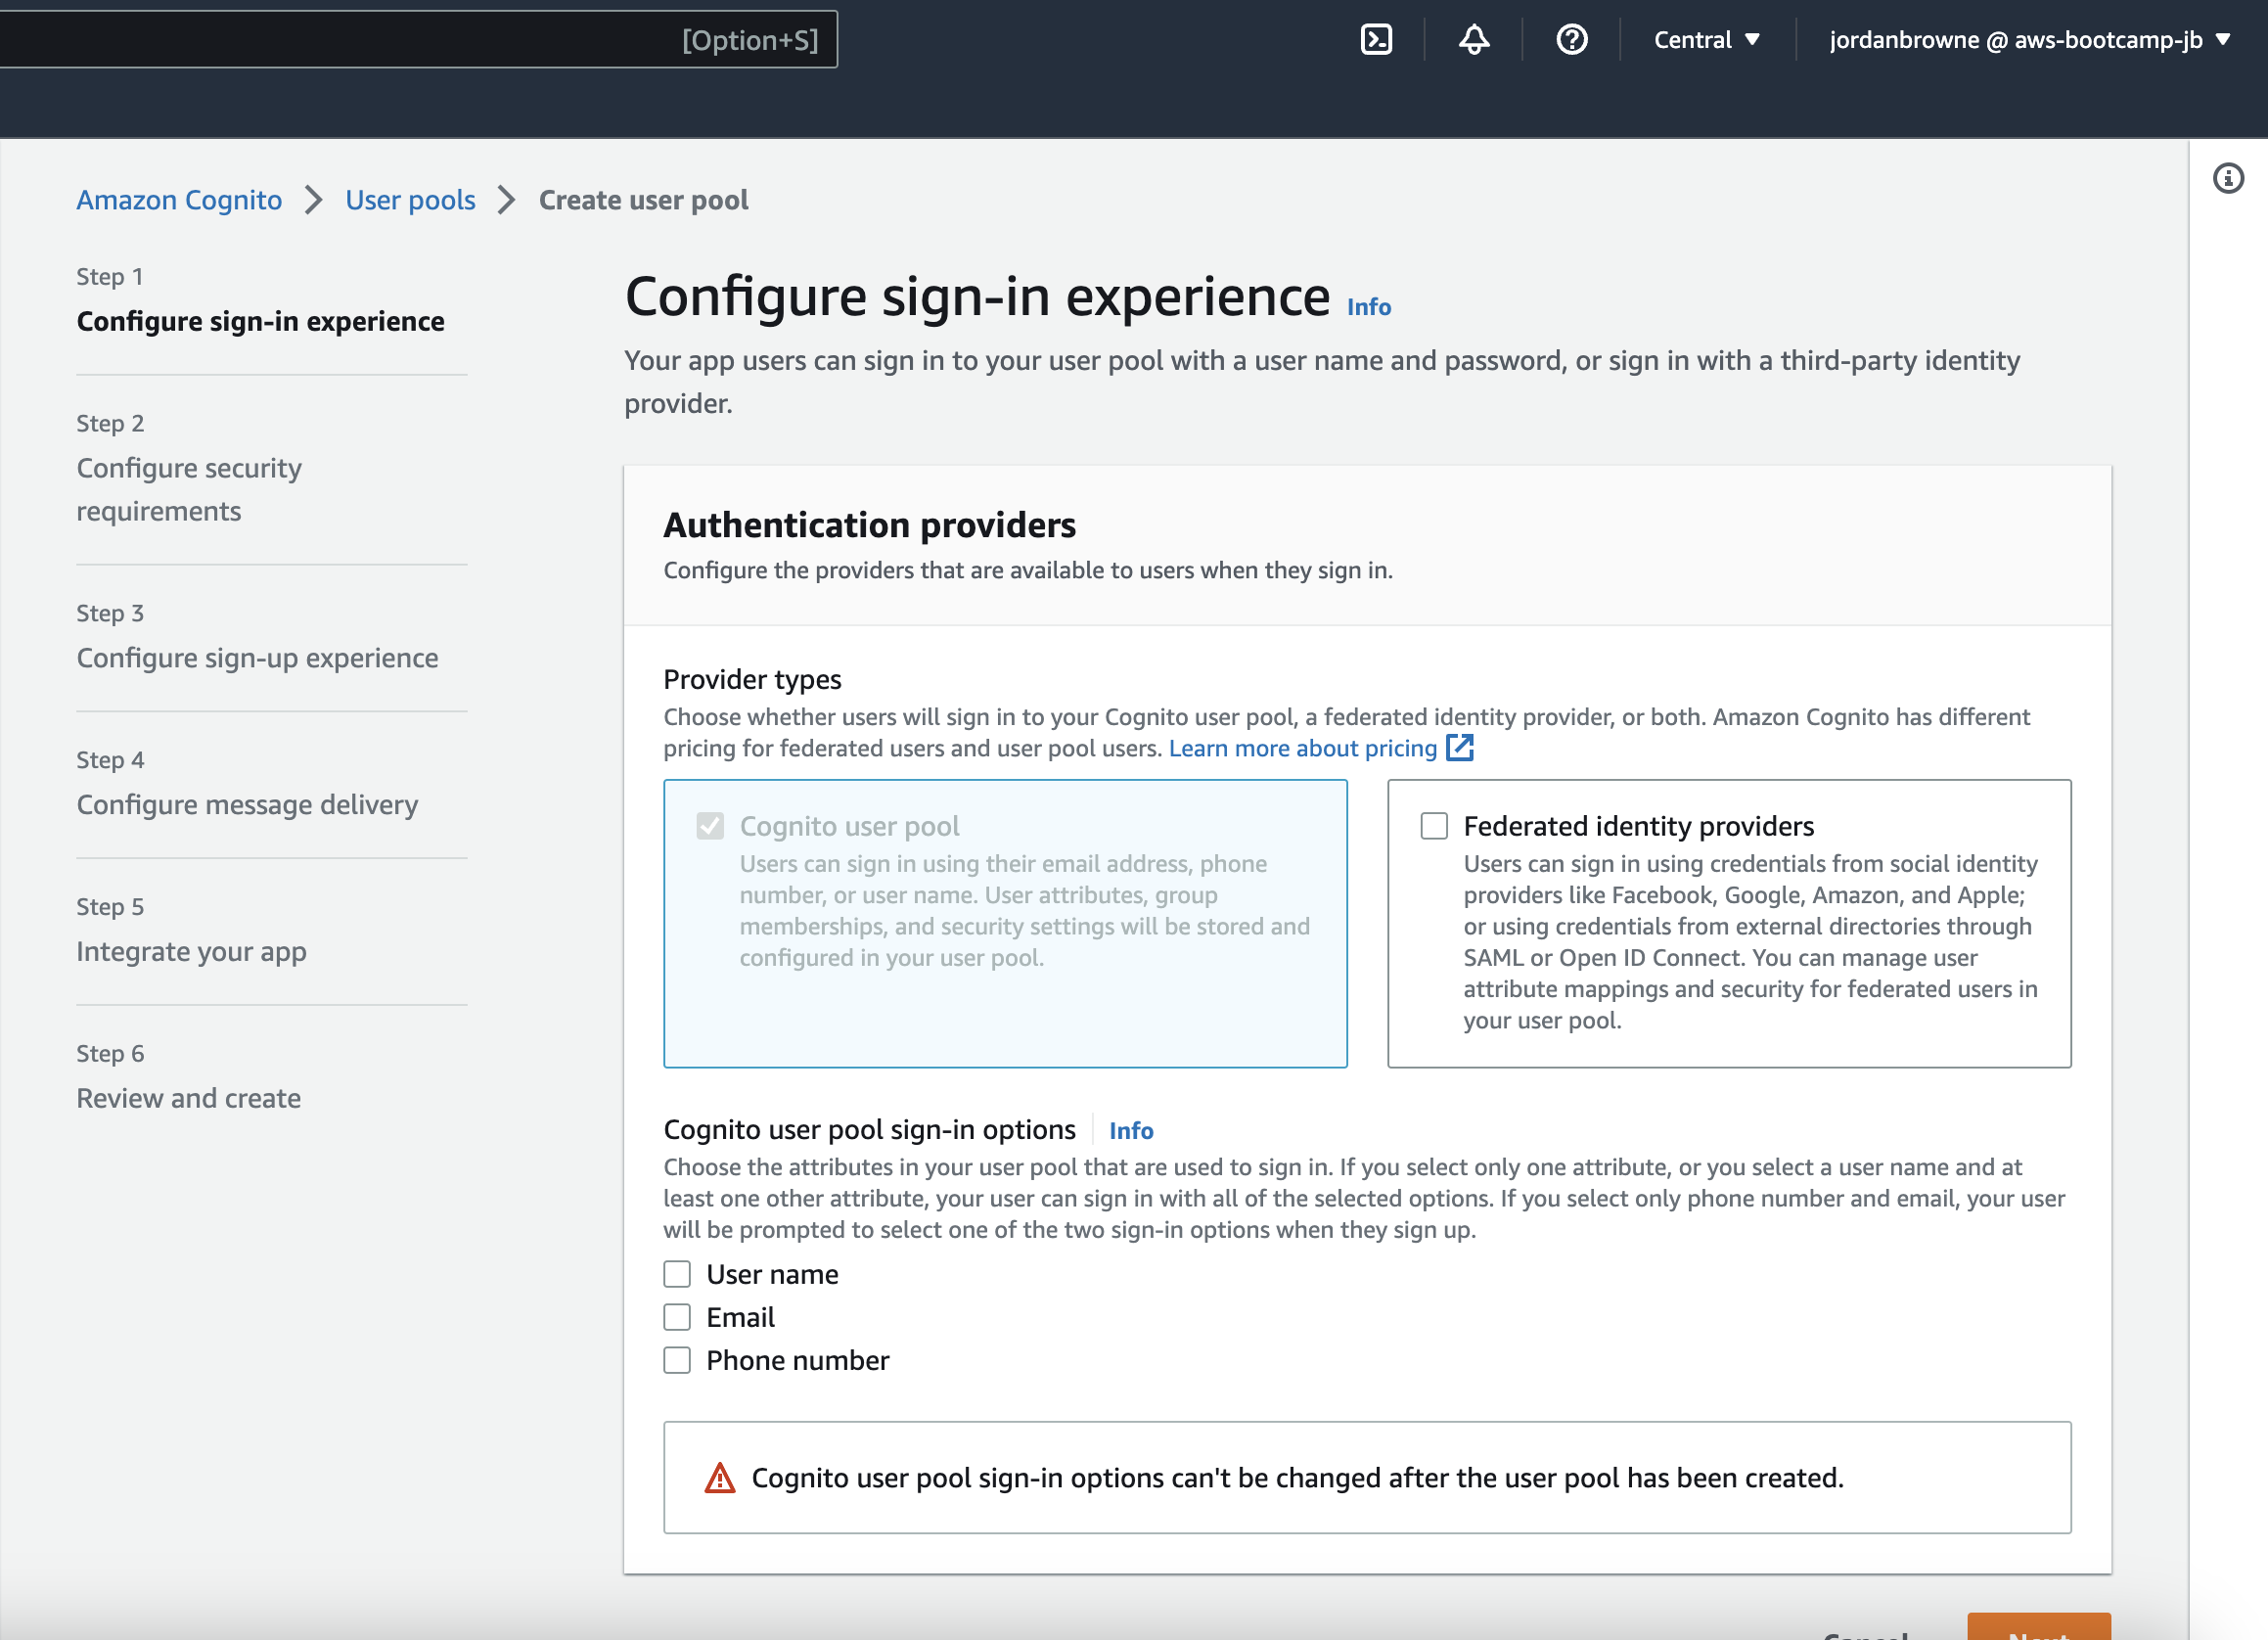 [Option+S]
Central
jordanbrowne @ aws-bootcamp-jb
Amazon Cognito
User pools
Create user pool
Step 1
Configure sign-in experience
Step 2
Configure security
requirements
Step 3
Configure sign-up experience
Step 4
Configure message delivery
Step 5
Integrate your app
Step 6
Review and create
Configure sign-in experience Info
Your app users can sign in to your user pool with a user name and password, or sign in with a third-party identity
provider.
Authentication providers
Configure the providers that are available to users when they sign in.
Provider types
Choose whether users will sign in to your Cognito user pool, a federated identity provider, or both. Amazon Cognito has different
pricing for federated users and user pool users. Learn more about pricing
Cognito user pool
Users can sign in using their email address, phone
number, or user name. User attributes, group
memberships, and security settings will be stored and
configured in your user pool.
Federated identity providers
Users can sign in using credentials from social identity
providers like Facebook, Google, Amazon, and Apple;
or using credentials from external directories through
SAML or Open ID Connect. You can manage user
attribute mappings and security for federated users in
your user pool.
Cognito user pool sign-in options Info
Choose the attributes in your user pool that are used to sign in. If you select only one attribute, or you select a user name and at
least one other attribute, your user can sign in with all of the selected options. If you select only phone number and email, your user
will be prompted to select one of the two sign-in options when they sign up.
User name
Email
Phone number
Cognito user pool sign-in options can't be changed after the user pool has been created.
Cancel
Next